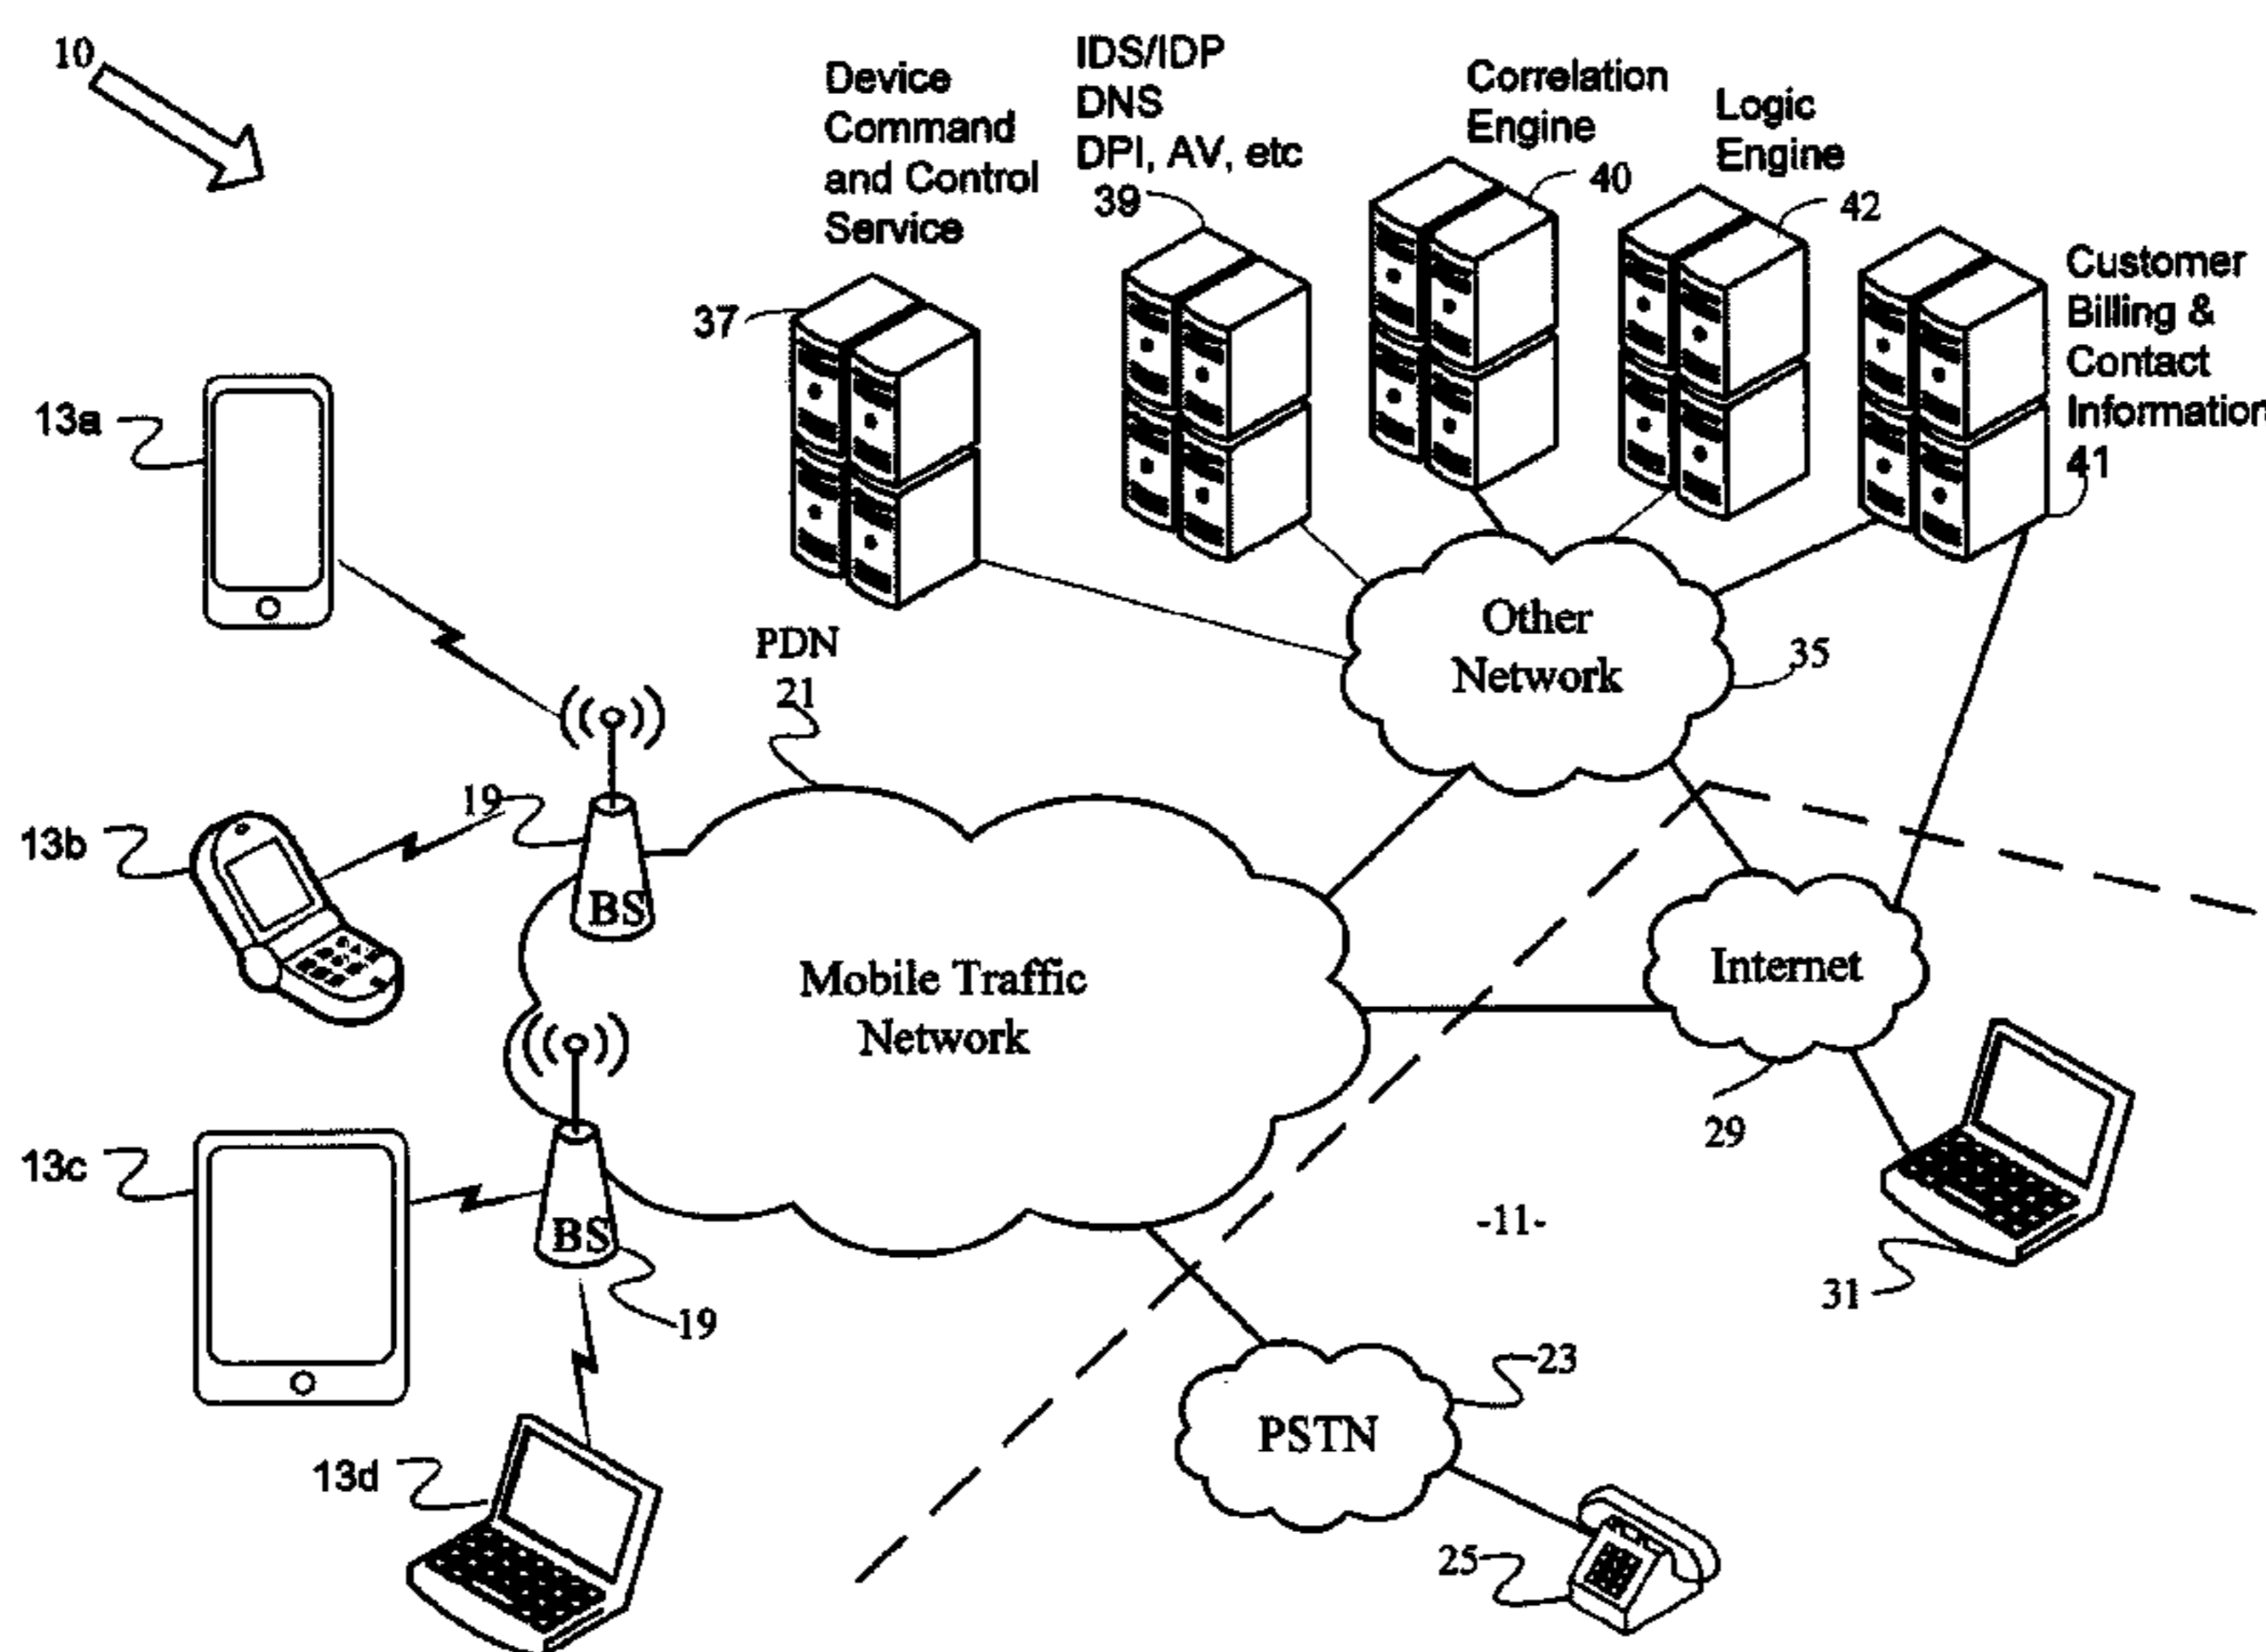 10
Device
Command
and Control
Service
IDS/IDP
DNS
DPI, AV, etc
39
Correlation
Engine
40
Logic
Engine
42
Customer
Billing &
Contact
Information
41
37
13a
PDN
21
Other
Network
35
19
13b
BS
Mobile Traffic
Network
Internet
29
13c
BS
19
-11-
31
23
PSTN
13d
25